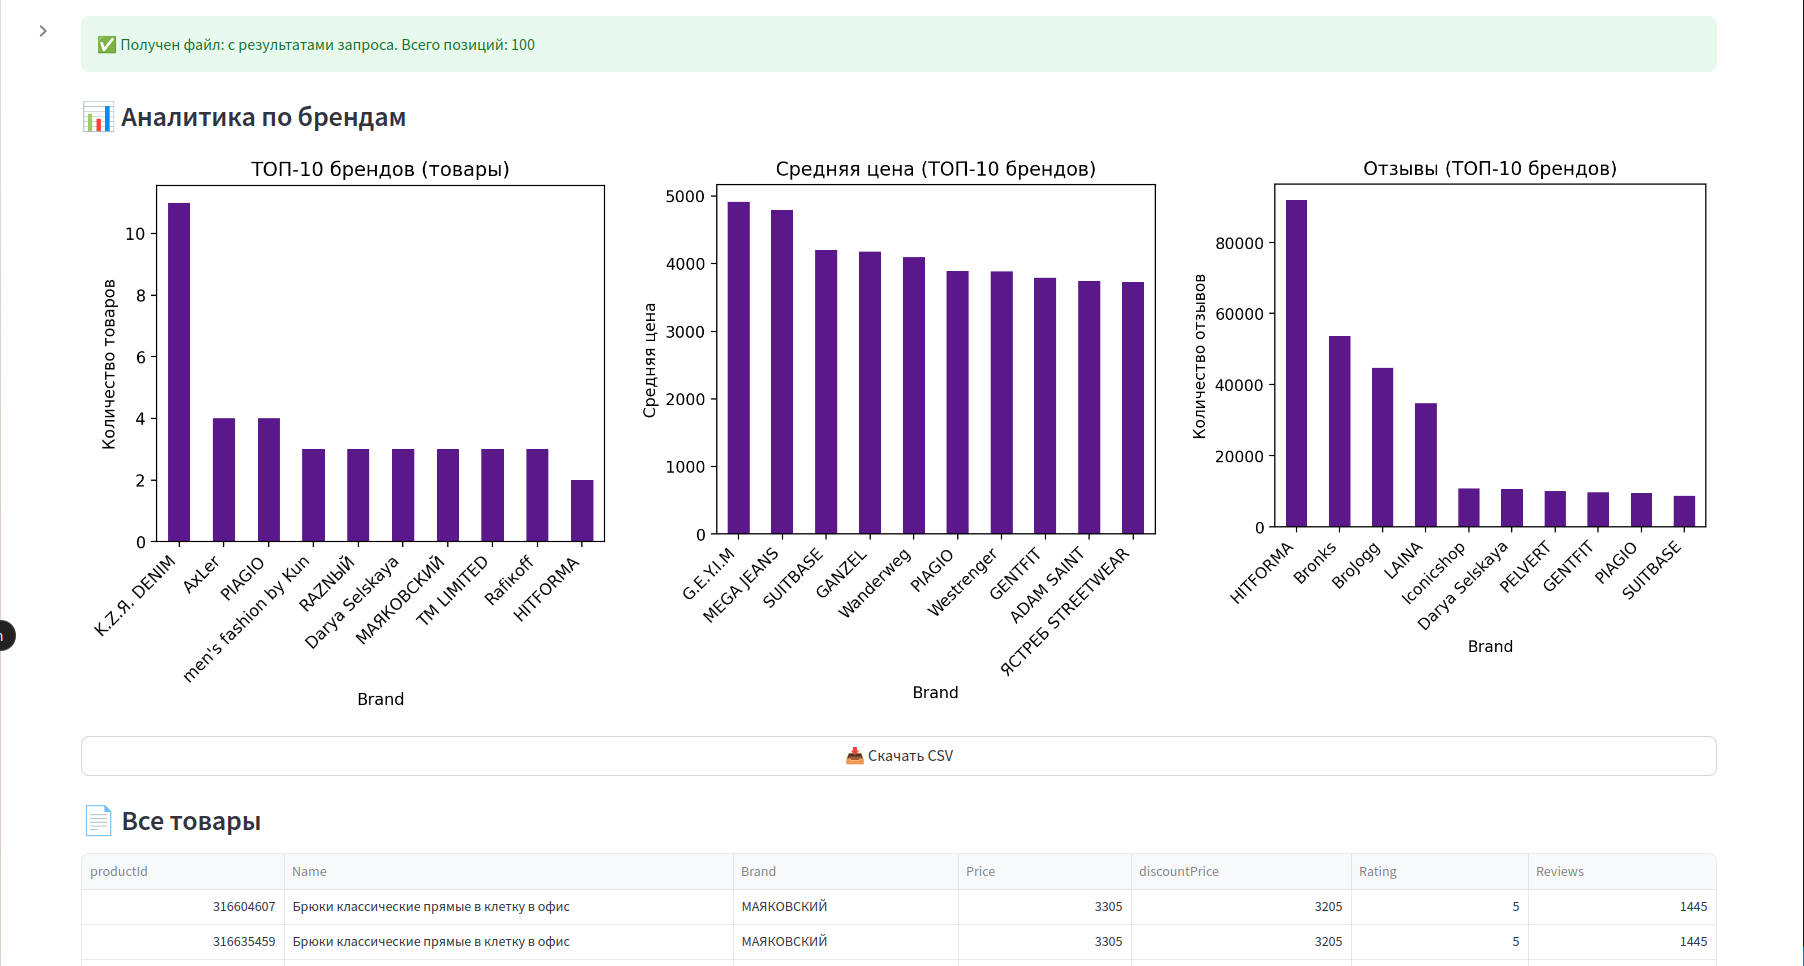 ✅ Получен файл: с результатами запроса. Всего позиций: 100
📊 Аналитика по брендам
ТОП-10 брендов (товары)
Количество товаров
10
8
6
4
2
0
K.Z.Я. DENIM
AxLer
PIAGIO
men's fashion by Kun
RAZNЫЙ
Darya Selskaya
МАЯКОВСКИЙ
TM LIMITED
Rafikoff
HITFORMA
Brand
Средняя цена (ТОП-10 брендов)
Средняя цена
5000
4000
3000
2000
1000
0
G.E.Y.I.M
MEGA JEANS
SUITBASE
GANZEL
Wanderweg
PIAGIO
Westrenger
GENTFIT
ADAM SAINT
ЯСТРЕБ STREETWEAR
Brand
Отзывы (ТОП-10 брендов)
Количество отзывов
80000
60000
40000
20000
0
HITFORMA
Bronks
BroJogg
LAINA
Iconicshop
Darya Selskaya
PELVERT
GENTFIT
PIAGIO
SUITBASE
Brand
📥 Скачать CSV
📄 Все товары
productId Name Brand Price discountPrice Rating Reviews
316604607 Брюки классические прямые в клетку в офис МАЯКОВСКИЙ 3305 3205 5 1445
316635459 Брюки классические прямые в клетку в офис МАЯКОВСКИЙ 3305 3205 5 1445